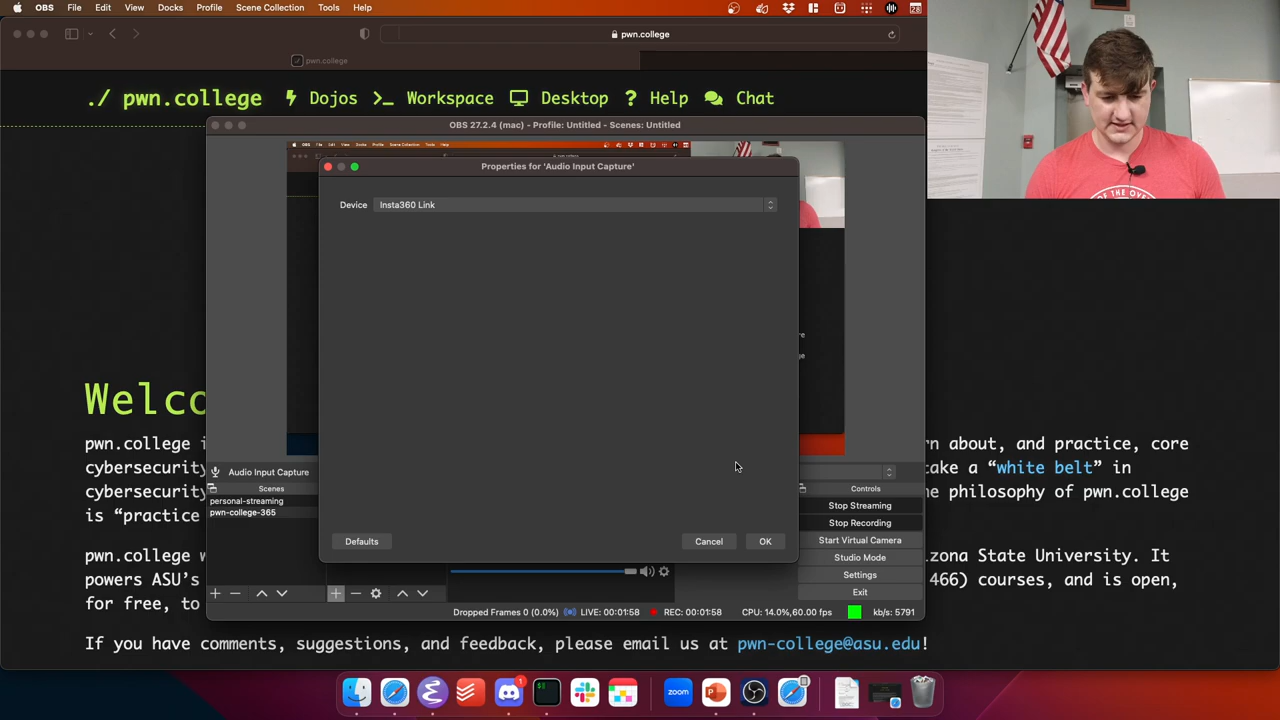 OBS File Edit View Docks Profile Scene Collection Tools Help
pwn.college
pwn.college
./ pwn.college Dojos Workspace Desktop ? Help Chat
OBS 27.2.4 (mac) - Profile: Untitled - Scenes: Untitled
Properties for 'Audio Input Capture'
Device Insta360 Link
Welco
pwn.college i rn about, and practice, core
cybersecurity take a “white belt” in
cybersecurity he philosophy of pwn.college
is “practice
pwn.college w izona State University. It
powers ASU's 466) courses, and is open,
for free, to
If you have comments, suggestions, and feedback, please email us at pwn-college@asu.edu!
Audio Input Capture
Scenes
personal-streaming
pwn-college-365
Defaults Cancel OK
Controls
Stop Streaming
Stop Recording
Start Virtual Camera
Studio Mode
Settings
Exit
Dropped Frames 0 (0.0%) LIVE: 00:01:58 REC: 00:01:58 CPU: 14.0%,60.00 fps kb/s: 5791
1
zoom